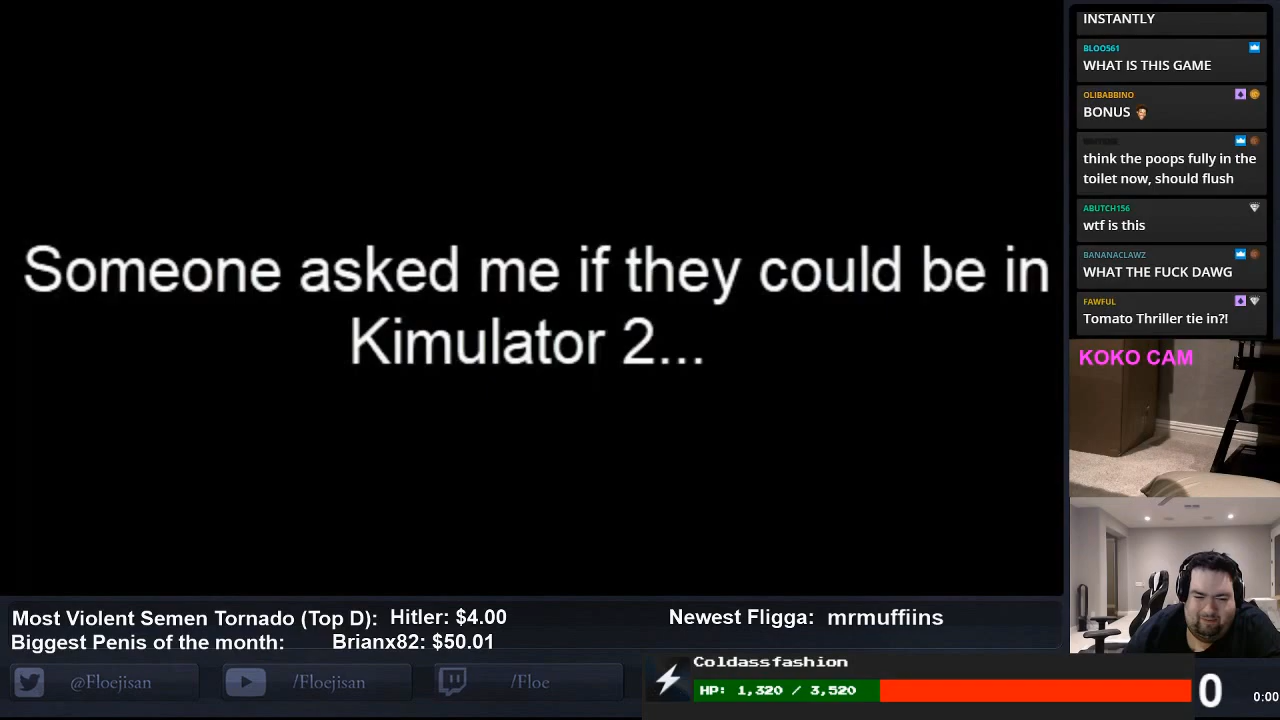 Someone asked me if they could be in
Kimulator 2...
INSTANTLY
BLOO561
WHAT IS THIS GAME
OLIBABBINO
BONUS
think the poops fully in the
toilet now, should flush
ABUTCH156
wtf is this
BANANACLAWZ
WHAT THE FUCK DAWG
FAWFUL
Tomato Thriller tie in?!
KOKO CAM
Most Violent Semen Tornado (Top D): Hitler: $4.00
Newest Fligga: mrmuffiins
Biggest Penis of the month: Brianx82: $50.01
@Floejisan
/Floejisan
/Floe
Coldassfashion
HP: 1,320 / 3,520
0
0:00